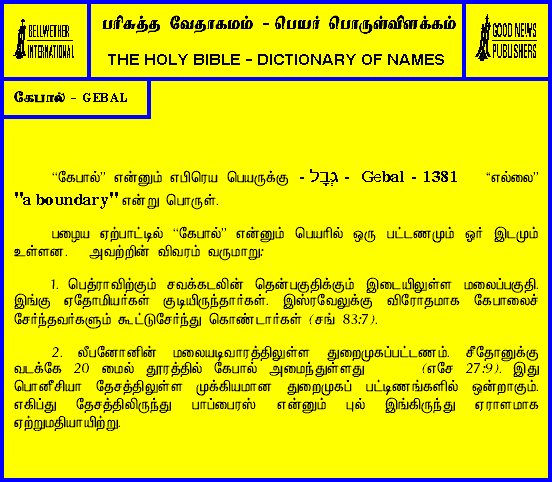 BELLWETHER
INTERNATIONAL
பரிசுத்த வேதாகமம் - பெயர் பொருள்விளக்கம்
THE HOLY BIBLE - DICTIONARY OF NAMES
GOOD NEWS
PUBLISHERS
கேபால் - GEBAL
“கேபால்” என்னும் எபிரெய பெயருக்கு - גְּבָל - Gebal - 1381 “எல்லை”
"a boundary" என்று பொருள்.
பழைய ஏற்பாட்டில் “கேபால்” என்னும் பெயரில் ஒரு பட்டணமும் ஓர் இடமும்
உள்ளன. அவற்றின் விவரம் வருமாறு:
1. பெத்ராவிற்கும் சவக்கடலின் தென்பகுதிக்கும் இடையிலுள்ள மலைப்பகுதி.
இங்கு ஏதோமியர்கள் குடியிருந்தார்கள். இஸ்ரவேலுக்கு விரோதமாக கேபாலைச்
சேர்ந்தவர்களும் கூட்டுசேர்ந்து கொண்டார்கள் (சங் 83:7).
2. லீபனோனின் மலையடிவாரத்திலுள்ள துறைமுகப்பட்டணம். சீதோனுக்கு
வடக்கே 20 மைல் தூரத்தில் கேபால் அமைந்துள்ளது (எசே 27:9). இது
பொனீசியா தேசத்திலுள்ள முக்கியமான துறைமுகப் பட்டிணங்களில் ஒன்றாகும்.
எகிப்து தேசத்திலிருந்து பாப்பைரஸ் என்னும் புல் இங்கிருந்து ஏராளமாக
ஏற்றுமதியாயிற்று.